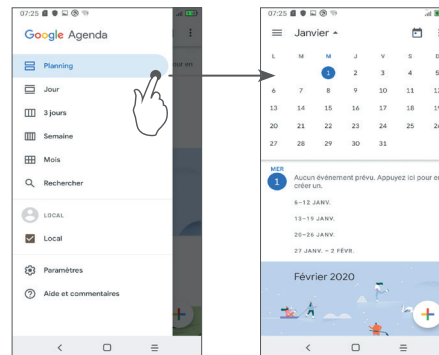 07:25
Google Agenda
Planning
our en
Jour
3 jours
Semaine
Mois
Rechercher
LOCAL
Local
Paramètres
Aide et commentaires
07:25
Janvier
L M M J V S D
1 2 3 4 5
6 7 8 9 10 11 12
13 14 15 16 17 18 19
20 21 22 23 24 25 26
27 28 29 30 31
MER
1
Aucun événement prévu. Appuyez ici pour en
créer un.
6–12 JANV.
13–19 JANV.
20–26 JANV.
27 JANV. – 2 FÉVR.
Février 2020